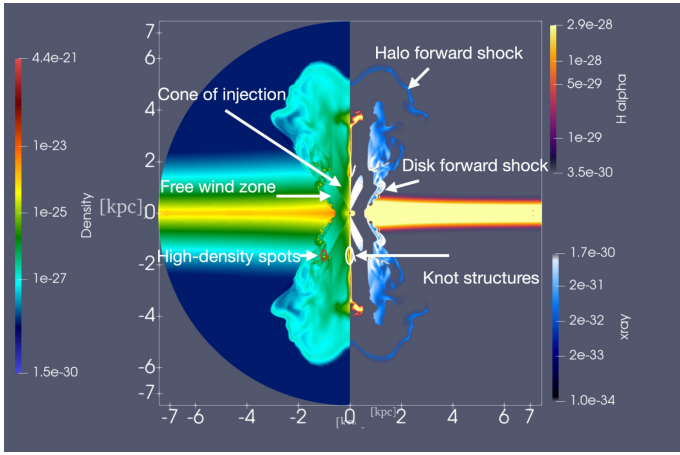 4.4e-21
1e-23
1e-25
1e-27
1.5e-30
Density
[kpc]
7
6
4
2
0
-2
-4
-6
-7
-7
-6
-4
-2
0
2
4
6
7
[kpc]
Cone of injection
Free wind zone
High-density spots
Halo forward shock
Disk forward shock
Knot structures
2.9e-28
1e-28
5e-29
1e-29
3.5e-30
H alpha
1.7e-30
2e-31
2e-32
2e-33
1.0e-34
xray